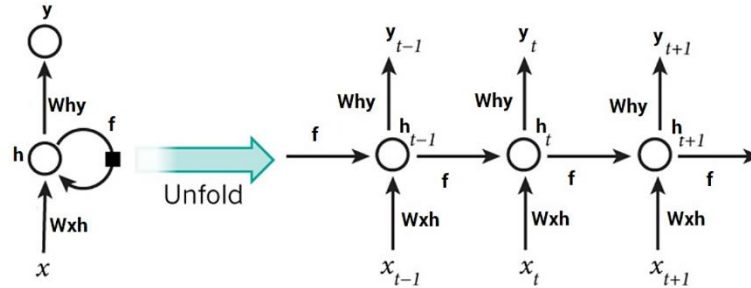 y
Why
f
h
Wxh
x
Unfold
y t-1
y t
y t+1
Why
Why
Why
f
h t-1
h t
h t+1
f
f
f
Wxh
Wxh
Wxh
x t-1
x t
x t+1